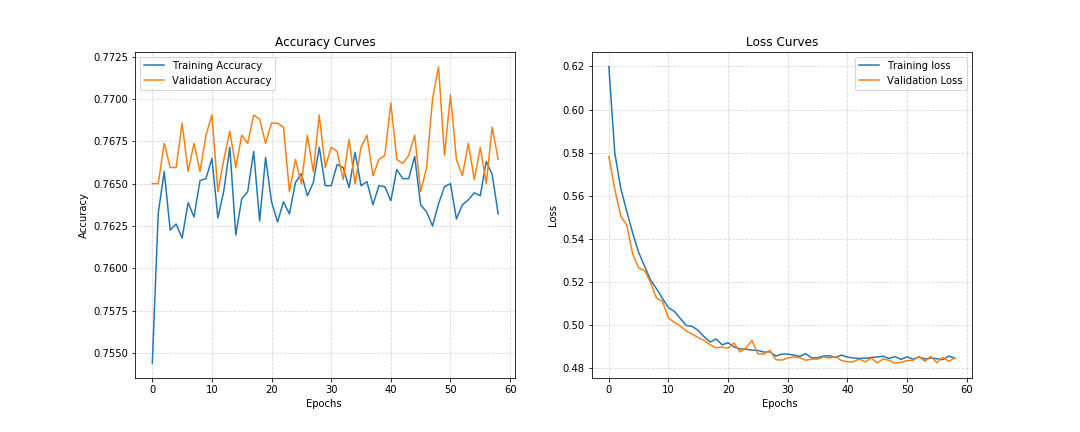 Accuracy Curves
Training Accuracy
Validation Accuracy
0.7725
0.7700
0.7675
0.7650
0.7625
0.7600
0.7575
0.7550
Accuracy
0 10 20 30 40 50 60
Epochs
Loss Curves
Training loss
Validation Loss
0.62
0.60
0.58
0.56
0.54
0.52
0.50
0.48
Loss
0 10 20 30 40 50 60
Epochs